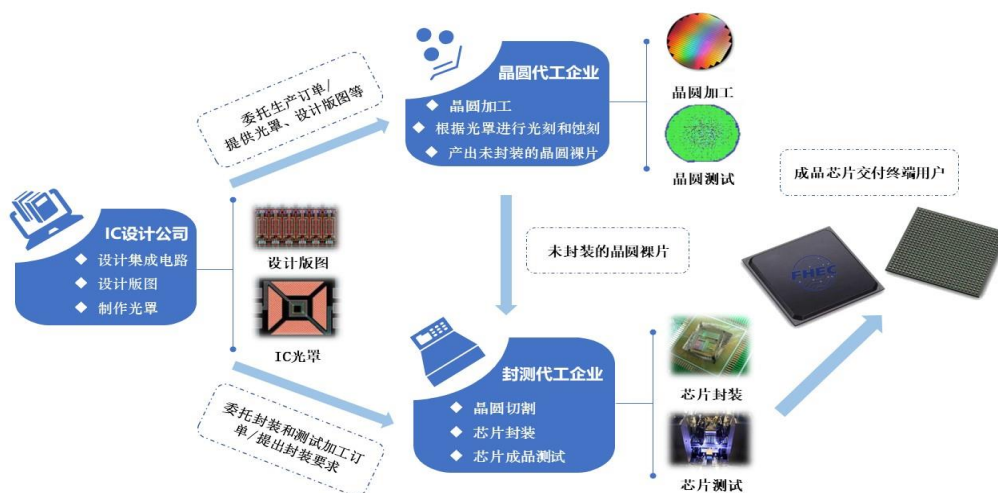 委托生产订单/
提供光罩、设计版图等
晶圆代工企业
晶圆加工
根据光罩进行光刻和蚀刻
产出未封装的晶圆裸片
晶圆加工
晶圆测试
成品芯片交付终端用户
IC设计公司
设计集成电路
设计版图
制作光罩
设计版图
IC光罩
未封装的晶圆裸片
FHEC
委托封装和测试加工订
单/提出封装要求
封测代工企业
晶圆切割
芯片封装
芯片成品测试
芯片封装
芯片测试